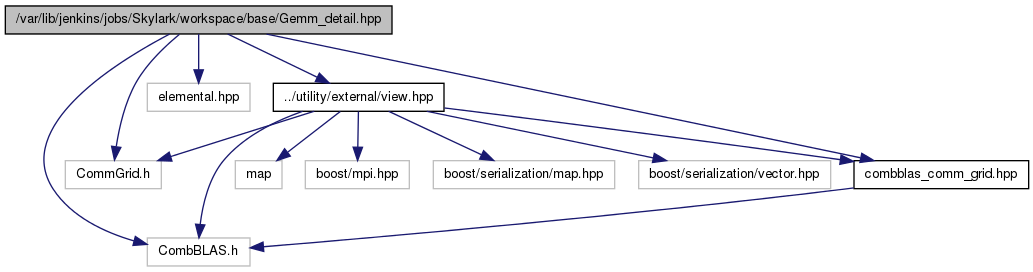 /var/lib/jenkins/jobs/Skylark/workspace/base/Gemm_detail.hpp
elemental.hpp
../utility/external/view.hpp
CommGrid.h
map
boost/mpi.hpp
boost/serialization/map.hpp
boost/serialization/vector.hpp
combblas_comm_grid.hpp
CombBLAS.h